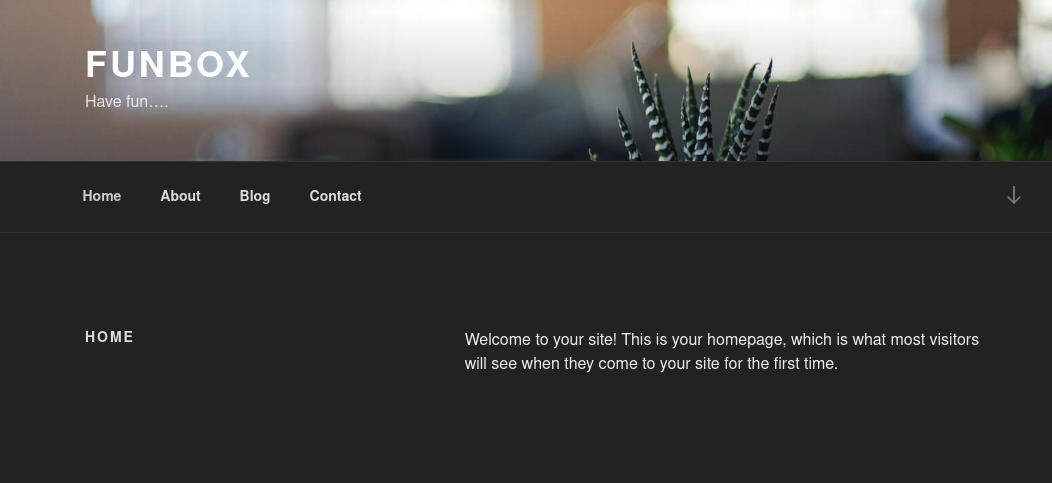 FUNBOX
Have fun….
Home About Blog Contact
HOME
Welcome to your site! This is your homepage, which is what most visitors
will see when they come to your site for the first time.